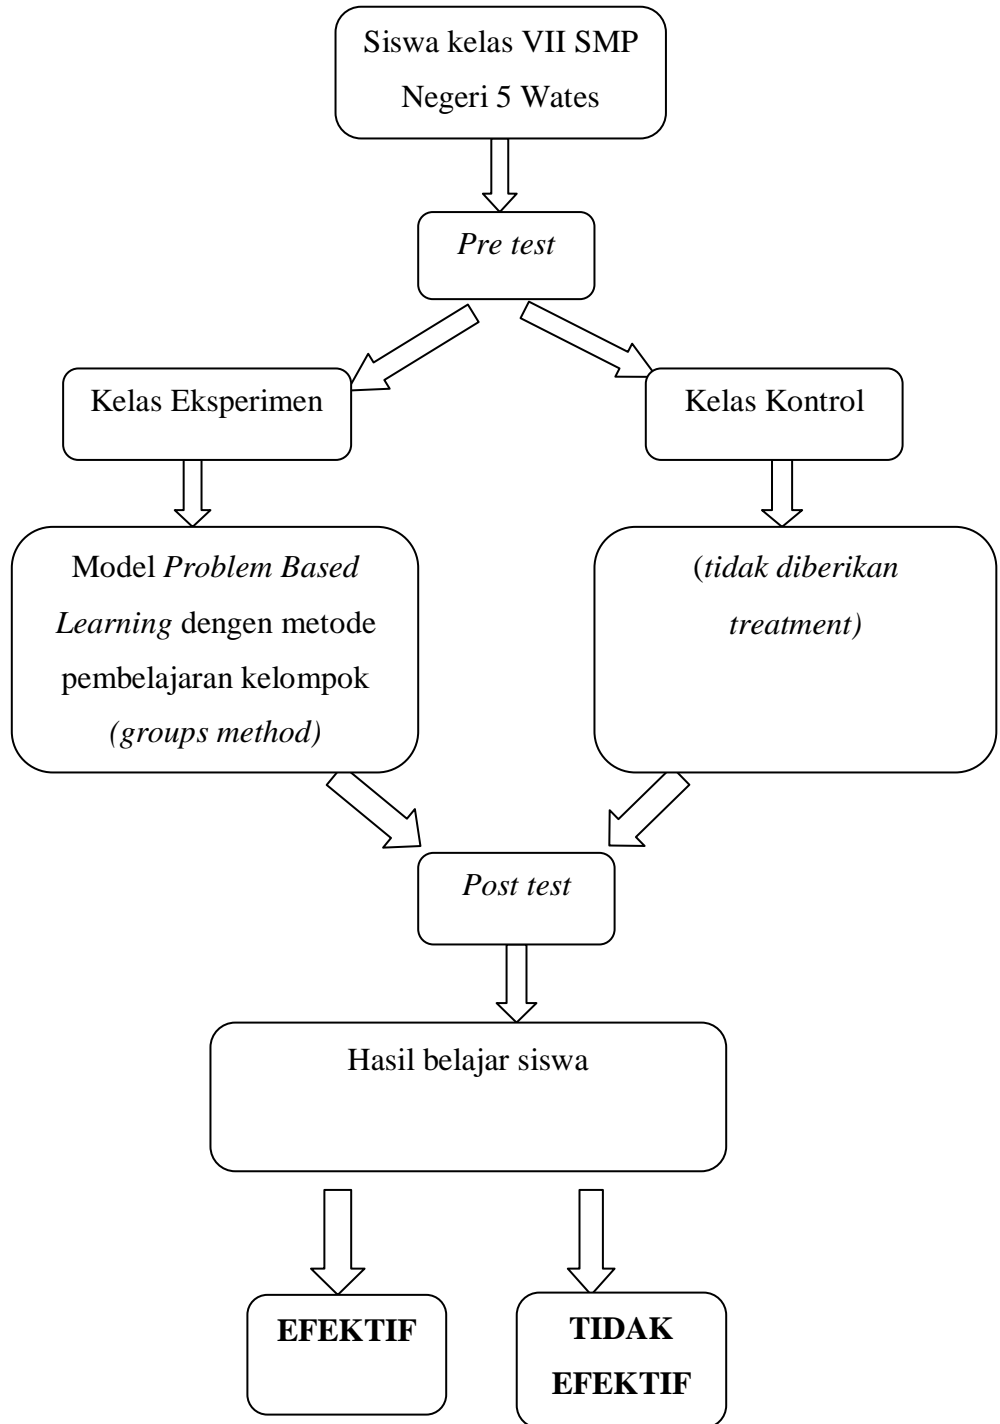 Siswa kelas VII SMP
Negeri 5 Wates
Pre test
Kelas Eksperimen
Kelas Kontrol
Model Problem Based
Learning dengen metode
pembelajaran kelompok
(groups method)
(tidak diberikan
treatment)
Post test
Hasil belajar siswa
EFEKTIF
TIDAK
EFEKTIF